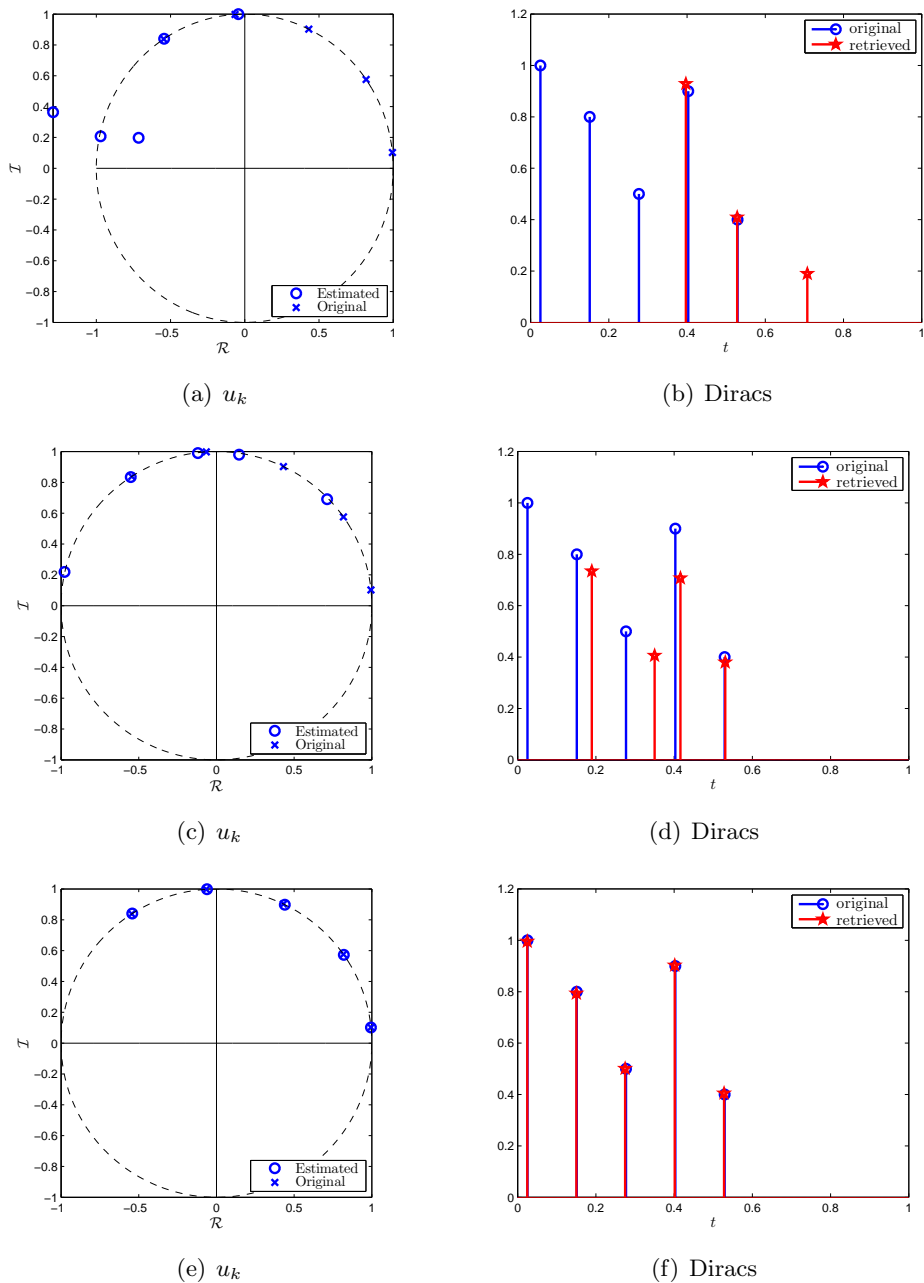 1
0.8
0.6
0.4
0.2
0
−0.2
−0.4
−0.6
−0.8
−1
−1 −0.5 0 0.5 1
ℐ
ℛ
Estimated
Original
(a) u_k
1.2
1
0.8
0.6
0.4
0.2
0
0 0.2 0.4 0.6 0.8 1
t
original
retrieved
(b) Diracs
1
0.8
0.6
0.4
0.2
0
−0.2
−0.4
−0.6
−0.8
−1
−1 −0.5 0 0.5 1
ℐ
ℛ
Estimated
Original
(c) u_k
1.2
1
0.8
0.6
0.4
0.2
0
0 0.2 0.4 0.6 0.8 1
t
original
retrieved
(d) Diracs
1
0.8
0.6
0.4
0.2
0
−0.2
−0.4
−0.6
−0.8
−1
−1 −0.5 0 0.5 1
ℐ
ℛ
Estimated
Original
(e) u_k
1.2
1
0.8
0.6
0.4
0.2
0
0 0.2 0.4 0.6 0.8 1
t
original
retrieved
(f) Diracs